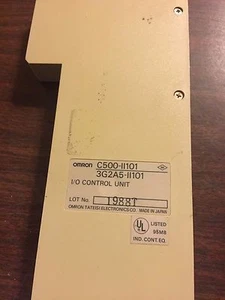 OMRON C500-II101
3G2A5-II101
I/O CONTROL UNIT
LOT No. 1988T
OMRON TATEISI ELECTRONICS CO. MADE IN JAPAN
UL LISTED
95M8
IND. CONT. EQ.